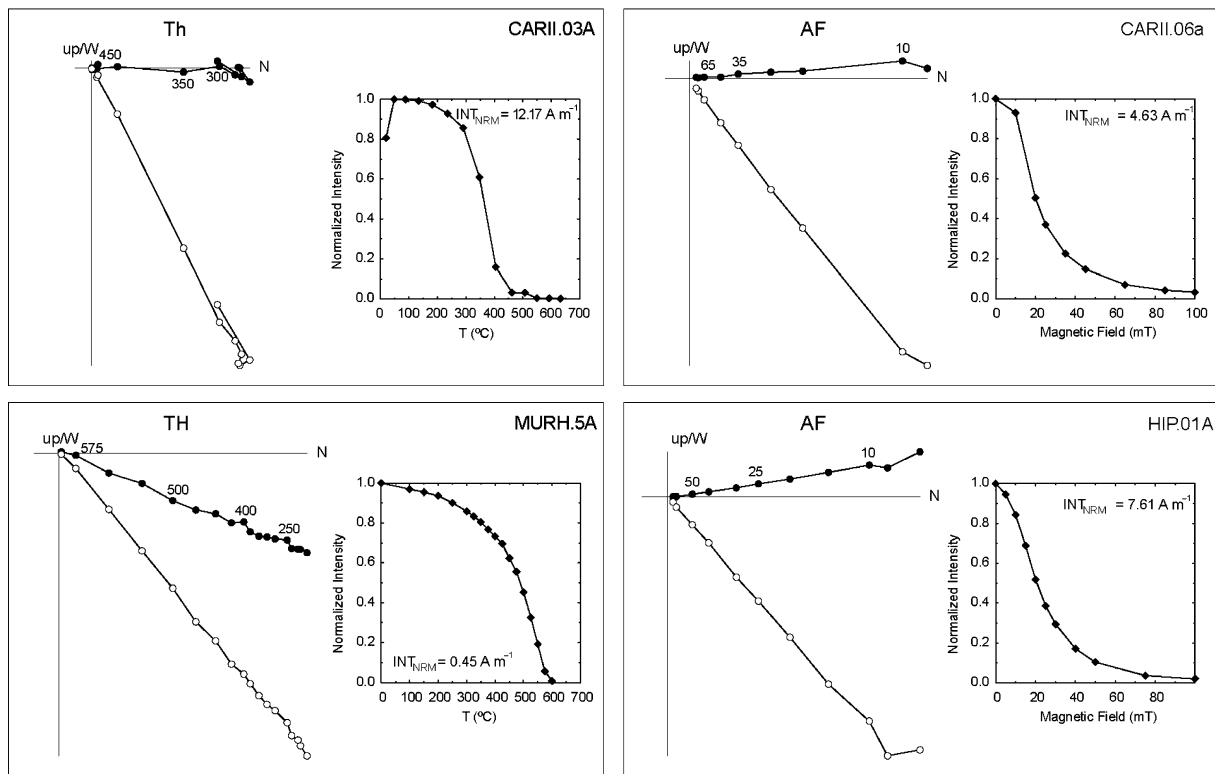 Th CARII.03A
up/W
450
350
300
N
INT_NRM = 12.17 A m⁻¹
1.0
0.8
0.6
0.4
0.2
0.0
Normalized Intensity
0 100 200 300 400 500 600 700
T (ºC)
AF CARII.06a
up/W
65 35 10
N
INT_NRM = 4.63 A m⁻¹
1.0
0.8
0.6
0.4
0.2
0.0
Normalized Intensity
0 20 40 60 80 100
Magnetic Field (mT)
TH MURH.5A
up/W
575
500
400
250
N
INT_NRM = 0.45 A m⁻¹
1.0
0.8
0.6
0.4
0.2
0.0
Normalized Intensity
0 100 200 300 400 500 600 700
T (ºC)
AF HIP.01A
up/W
50 25 10
N
INT_NRM = 7.61 A m⁻¹
1.0
0.8
0.6
0.4
0.2
0.0
Normalized Intensity
0 20 40 60 mT 100
Magnetic Field (mT)